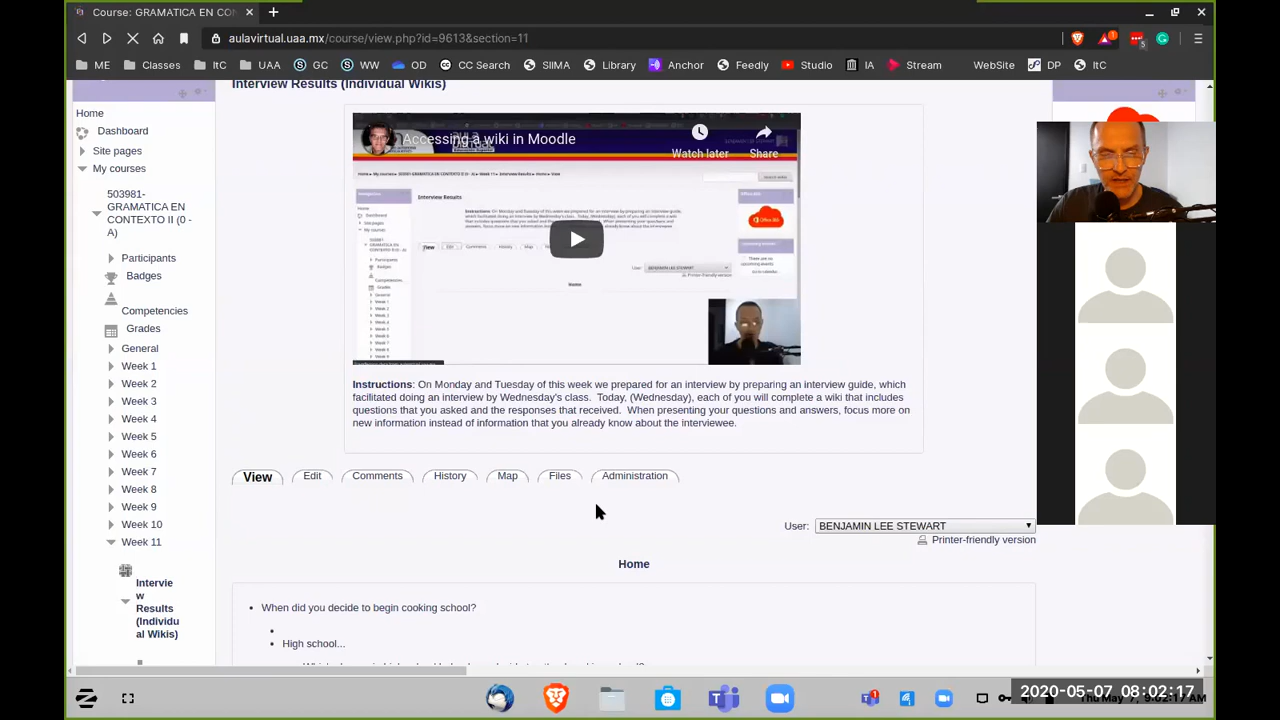 Course: GRAMATICA EN CON
aulavirtual.uaa.mx/course/view.php?id=9613&section=11
1
5
ME Classes ItC UAA GC WW OD CC Search SIIMA Library Anchor Feedly Studio IA Stream WebSite DP ItC
Interview Results (Individual Wikis)
Home
Dashboard
Site pages
My courses
503981-
GRAMATICA EN
CONTEXTO II (0 -
A)
Participants
Badges
Competencies
Grades
General
Week 1
Week 2
Week 3
Week 4
Week 5
Week 6
Week 7
Week 8
Week 9
Week 10
Week 11
Intervie
w
Results
(Individu
al Wikis)
Accessing a wiki in Moodle
Watch later
Share
Interview Results
Home
Instructions: On Monday and Tuesday of this week we prepared for an interview by preparing an interview guide, which
facilitated doing an interview by Wednesday's class. Today, (Wednesday), each of you will complete a wiki that includes
questions that you asked and the responses that received. When presenting your questions and answers, focus more on
new information instead of information that you already know about the interviewee.
View Edit Comments History Map Files Administration
User: BENJAMIN LEE STEWART
Printer-friendly version
Home
When did you decide to begin cooking school?
High school...
1
2020-05-07 08:02:17